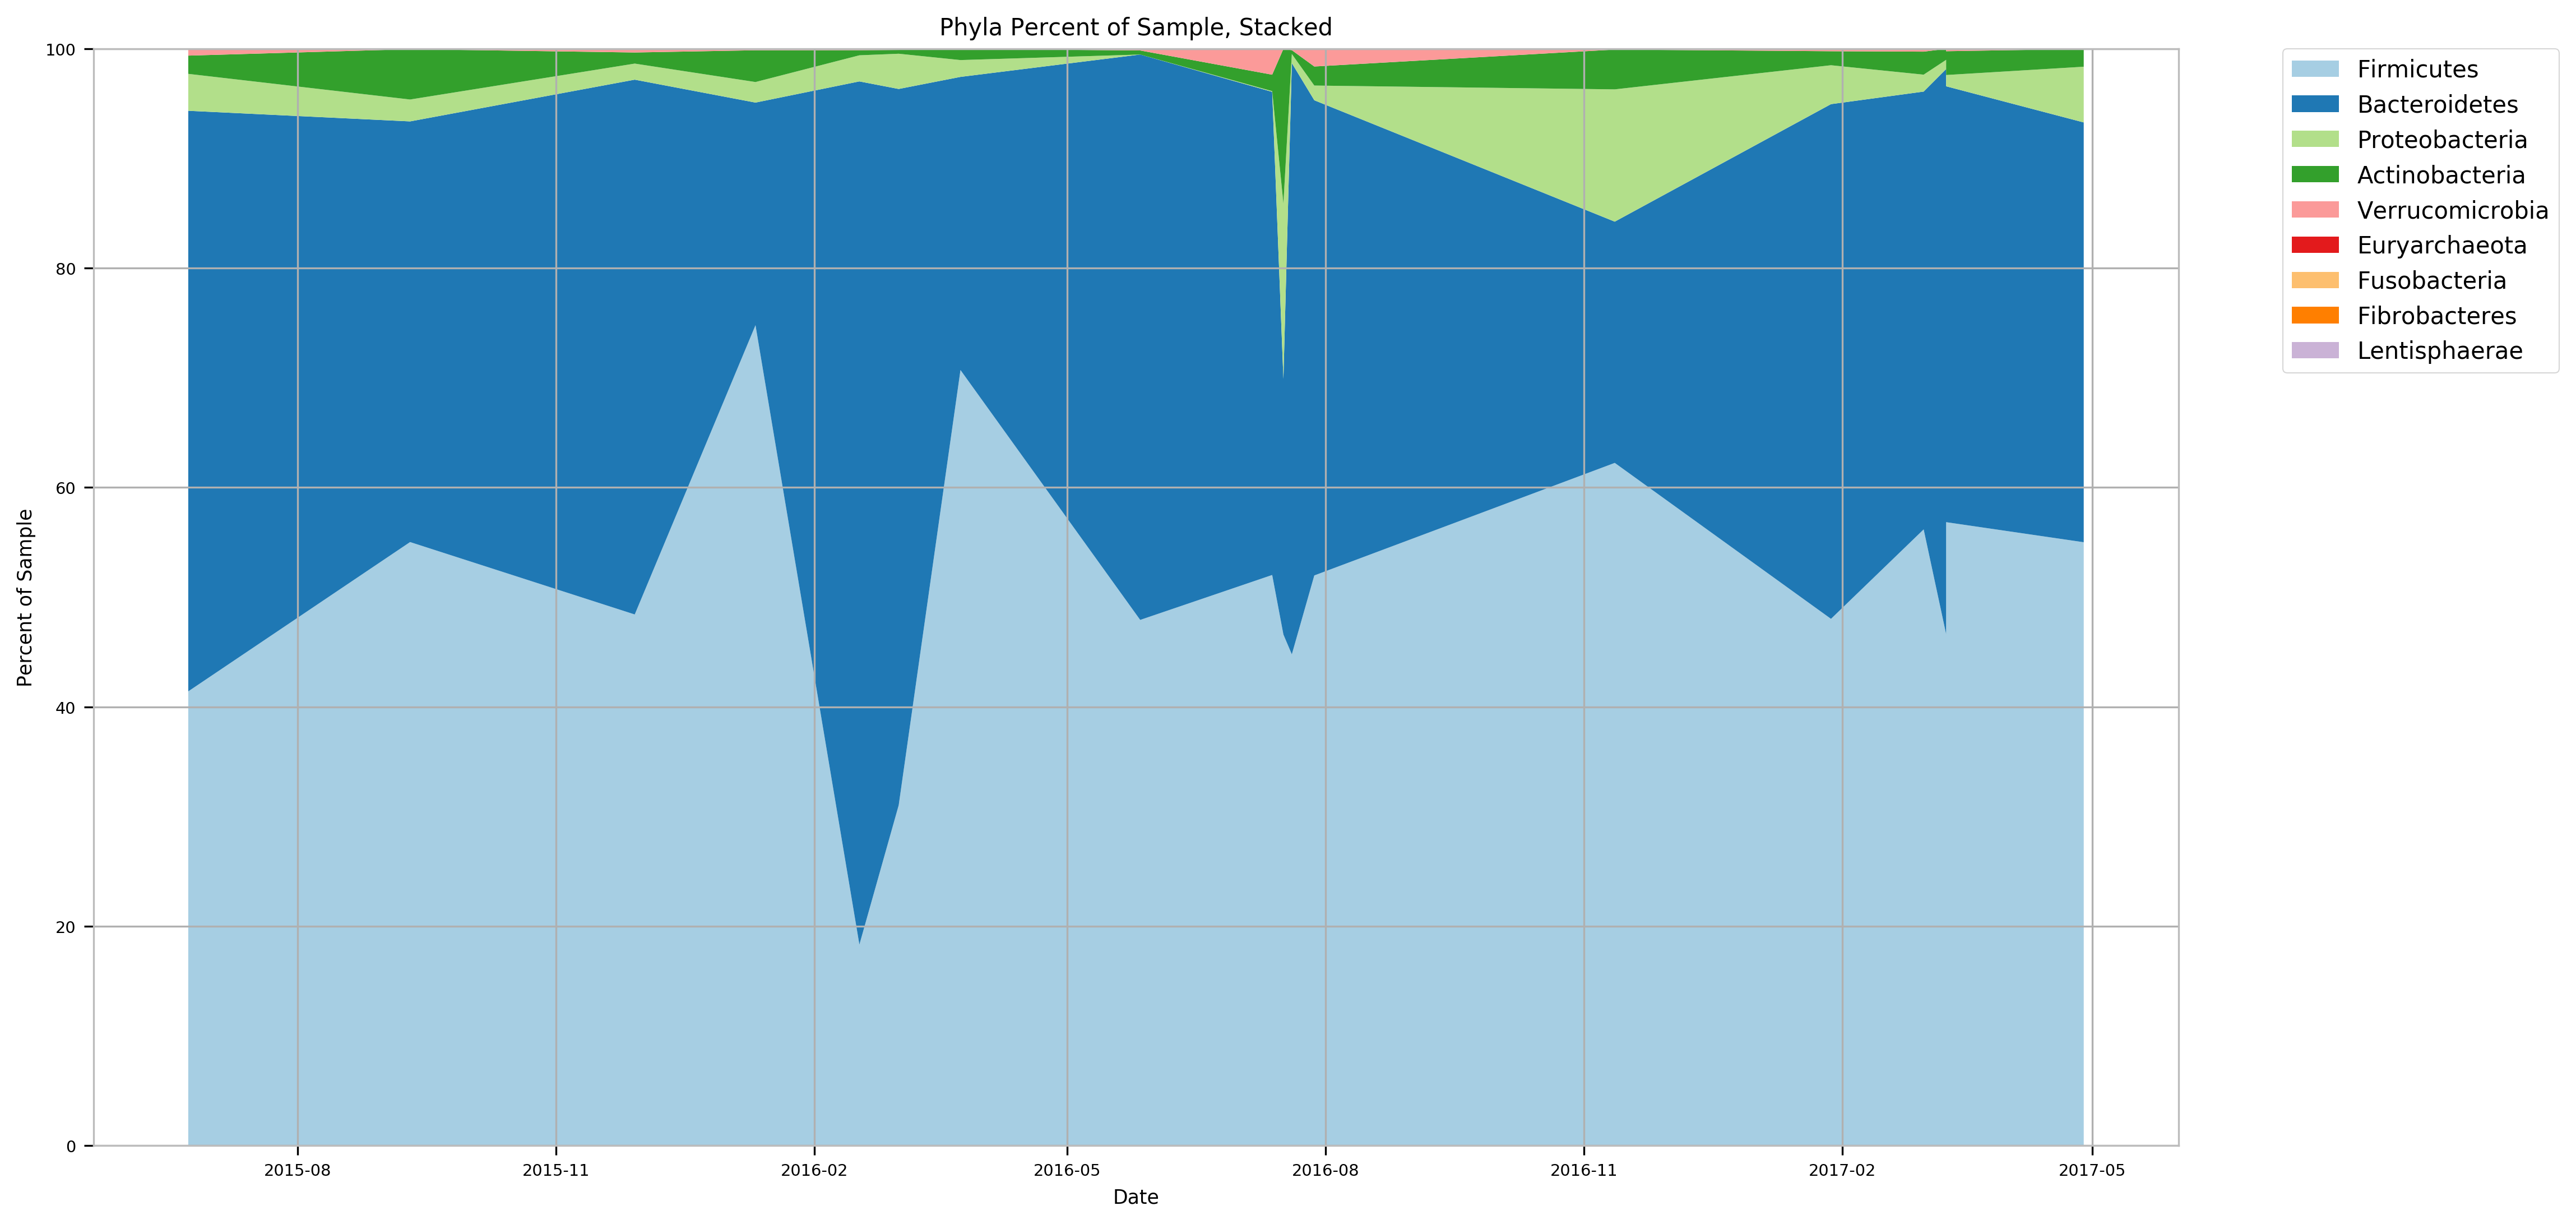 Phyla Percent of Sample, Stacked
100
80
60
40
20
0
Percent of Sample
2015-08
2015-11
2016-02
2016-05
2016-08
2016-11
2017-02
2017-05
Date
Firmicutes
Bacteroidetes
Proteobacteria
Actinobacteria
Verrucomicrobia
Euryarchaeota
Fusobacteria
Fibrobacteres
Lentisphaerae